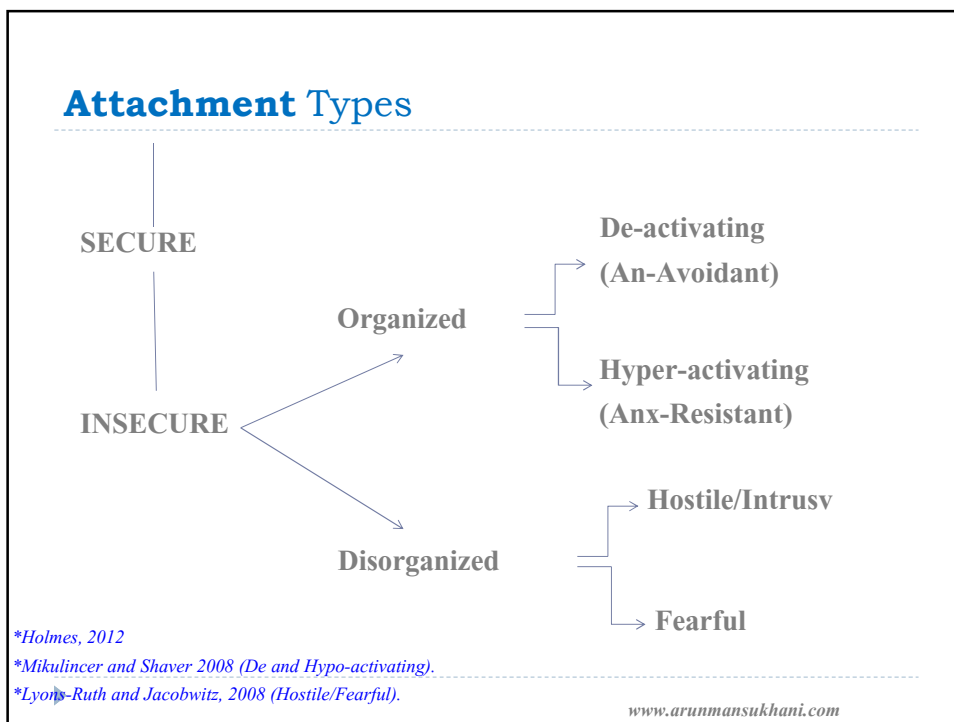 Attachment Types
SECURE
De-activating
(An-Avoidant)
Organized
Hyper-activating
(Anx-Resistant)
INSECURE
Hostile/Intrusv
Disorganized
Fearful
*Holmes, 2012
*Mikulincer and Shaver 2008 (De and Hypo-activating).
*Lyons-Ruth and Jacobwitz, 2008 (Hostile/Fearful).
www.arunmansukhani.com